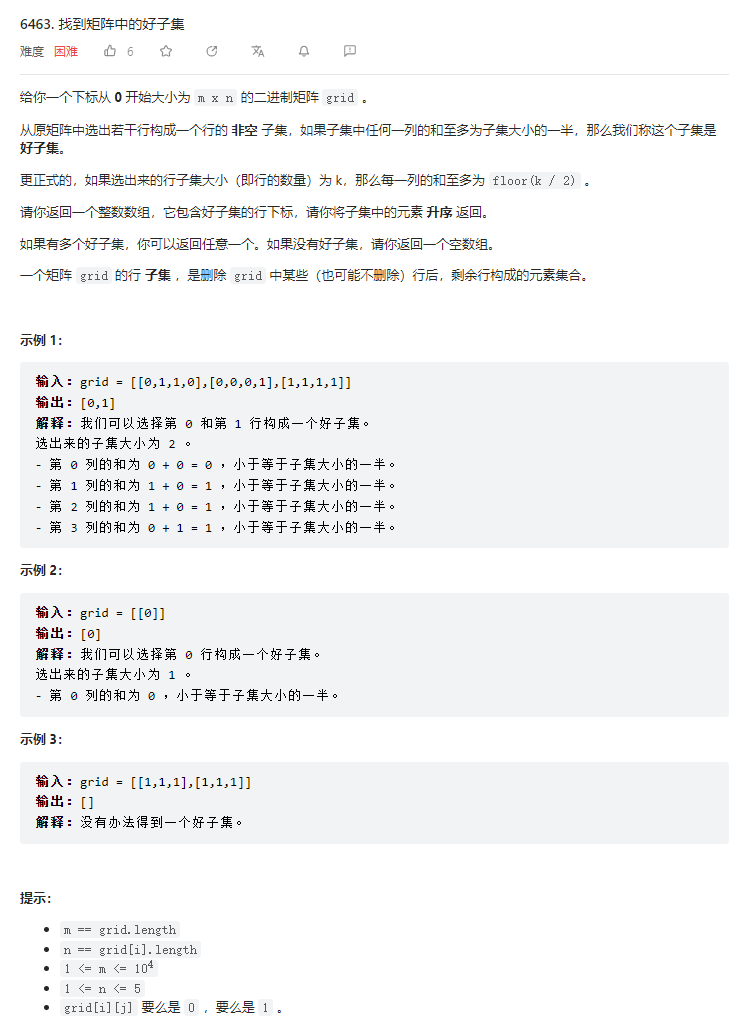 6463. 找到矩阵中的好子集
难度 困难 6
给你一个下标从 0 开始大小为 m x n 的二进制矩阵 grid 。
从原矩阵中选出若干行构成一个行的 非空 子集，如果子集中任何一列的和至多为子集大小的一半，那么我们称这个子集是
好子集。
更正式的，如果选出来的行子集大小（即行的数量）为 k，那么每一列的和至多为 floor(k / 2) 。
请你返回一个整数数组，它包含好子集的行下标，请你将子集中的元素 升序 返回。
如果有多个好子集，你可以返回任意一个。如果没有好子集，请你返回一个空数组。
一个矩阵 grid 的行 子集 ，是删除 grid 中某些（也可能不删除）行后，剩余行构成的元素集合。
示例 1：
输入：grid = [[0,1,1,0],[0,0,0,1],[1,1,1,1]]
输出：[0,1]
解释：我们可以选择第 0 和第 1 行构成一个好子集。
选出来的子集大小为 2 。
- 第 0 列的和为 0 + 0 = 0 ，小于等于子集大小的一半。
- 第 1 列的和为 1 + 0 = 1 ，小于等于子集大小的一半。
- 第 2 列的和为 1 + 0 = 1 ，小于等于子集大小的一半。
- 第 3 列的和为 0 + 1 = 1 ，小于等于子集大小的一半。
示例 2：
输入：grid = [[0]]
输出：[0]
解释：我们可以选择第 0 行构成一个好子集。
选出来的子集大小为 1 。
- 第 0 列的和为 0 ，小于等于子集大小的一半。
示例 3：
输入：grid = [[1,1,1],[1,1,1]]
输出：[]
解释：没有办法得到一个好子集。
提示：
m == grid.length
n == grid[i].length
1 <= m <= 10⁴
1 <= n <= 5
grid[i][j] 要么是 0 ，要么是 1 。